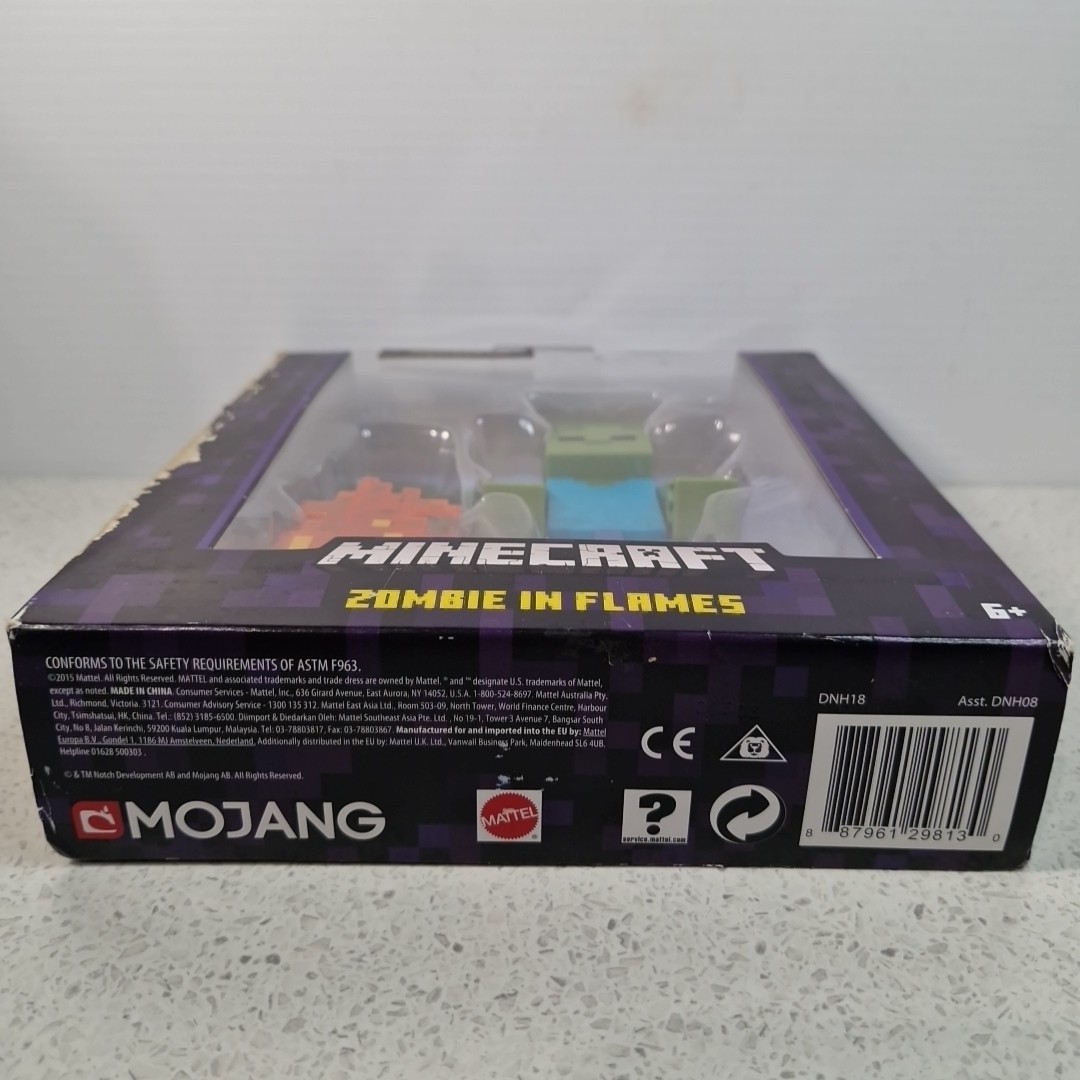 MINECRAFT
ZOMBIE IN FLAMES
6+
CONFORMS TO THE SAFETY REQUIREMENTS OF ASTM F963.
©2015 Mattel. All Rights Reserved. MATTEL and associated trademarks and trade dress are owned by Mattel. ® and ™ designate U.S. trademarks of Mattel,
except as noted. MADE IN CHINA. Consumer Services - Mattel, Inc., 636 Girard Avenue, East Aurora, NY 14052, U.S.A. 1-800-524-8697. Mattel Australia Pty.
Ltd., Richmond, Victoria. 3121. Consumer Advisory Service - 1300 135 312. Mattel East Asia Ltd., Room 503-09, North Tower, World Finance Centre, Harbour
City, Tsimshatsui, HK, China. Tel.: (852) 3185-6500. Diimport & Diedarkan Oleh: Mattel Southeast Asia Pte. Ltd., No 19-1, Tower 3 Avenue 7, Bangsar South
City, No 8, Jalan Kerinchi, 59200 Kuala Lumpur, Malaysia. Tel: 03-78803817, Fax: 03-78803867. Manufactured for and imported into the EU by: Mattel
Europa B.V., Gondel 1, 1186 MJ Amstelveen, Nederland. Additionally distributed in the EU by: Mattel U.K. Ltd., Vanwall Business Park, Maidenhead SL6 4UB.
Helpline 01628 500303.
© & TM Notch Development AB and Mojang AB. All Rights Reserved.
CE
DNH18
Asst. DNH08
MOJANG
MATTEL
®
?
service.mattel.com
8 87961 29813 0